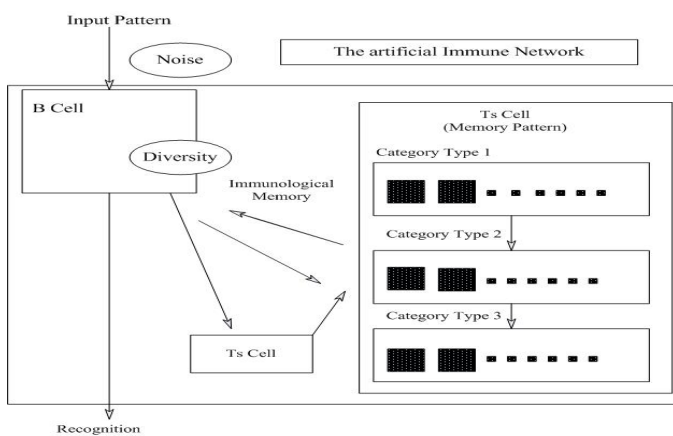 Input Pattern
Noise
The artificial Immune Network
B Cell
Diversity
Immunological
Memory
Ts Cell
(Memory Pattern)
Category Type 1
Category Type 2
Category Type 3
Ts Cell
Recognition